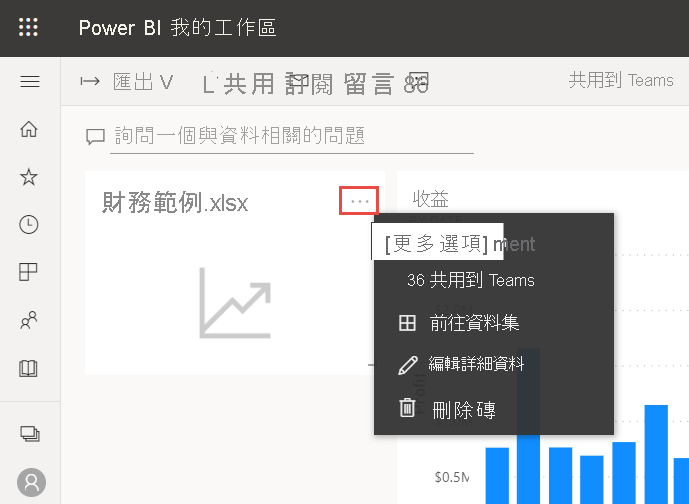 Power BI 我的工作區
匯出 V L 共用 訂閱 留言 86 共用到 Teams
詢問一個與資料相關的問題
財務範例.xlsx
收益
[更多選項] ment
36 共用到 Teams
前往資料集
編輯詳細資料
刪除磚
$0.5M